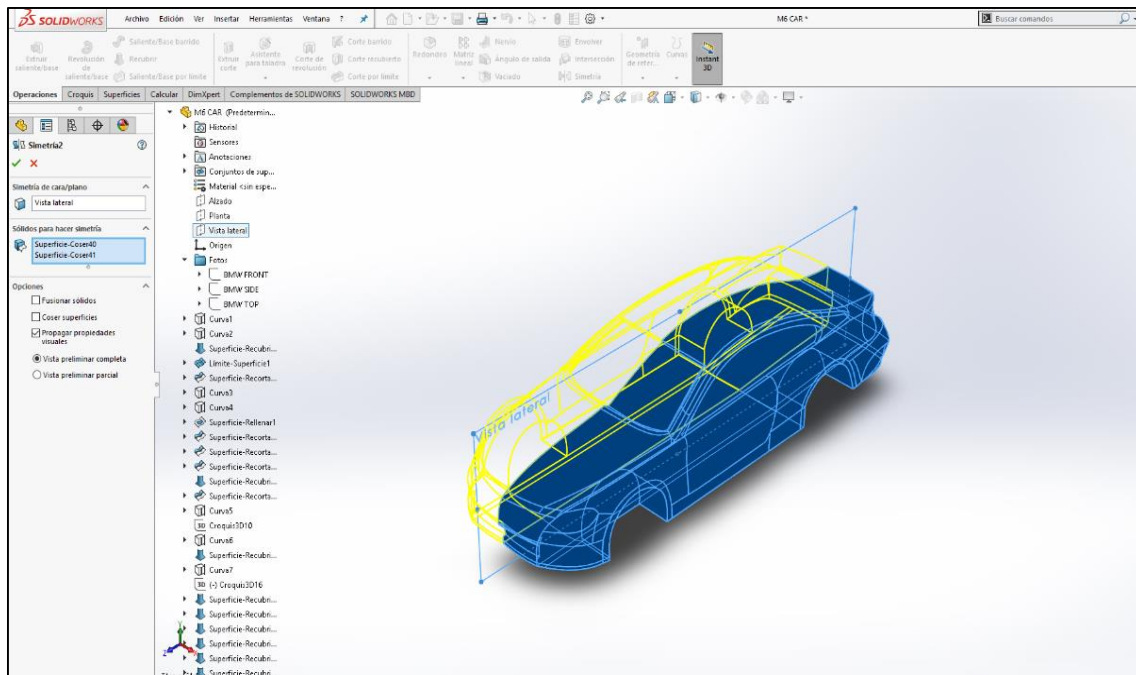 SOLIDWORKS Archivo Edición Ver Insertar Herramientas Ventana ? M6 CAR * Buscar comandos
Extruir saliente/base
Revolución de saliente/base
Saliente/Base barrido
Recubrir
Saliente/Base por límite
Extruir corte
Asistente para taladro
Corte de revolución
Corte barrido
Corte recubierto
Corte por límite
Redondeo
Matriz lineal
Nervio
Ángulo de salida
Vaciado
Envolver
Intersección
Simetría
Geometría de refer...
Curvas
Instant 3D
Operaciones Croquis Superficies Calcular DimXpert Complementos de SOLIDWORKS SOLIDWORKS MBD
Simetría2
Simetría de cara/plano
Vista lateral
Sólidos para hacer simetría
Superficie-Coser40
Superficie-Coser41
Opciones
Fusionar sólidos
Coser superficies
Propagar propiedades
visuales
Vista preliminar completa
Vista preliminar parcial
M6 CAR (Predetermin...
Historial
Sensores
Anotaciones
Conjuntos de sup...
Material <sin espe...
Alzado
Planta
Vista lateral
Origen
Fotos
BMW FRONT
BMW SIDE
BMW TOP
Curva1
Curva2
Superficie-Recubri...
Límite-Superficie1
Superficie-Recorta...
Curva3
Curva4
Superficie-Rellenar1
Superficie-Recorta...
Superficie-Recorta...
Superficie-Recorta...
Superficie-Recubri...
Superficie-Recorta...
Curva5
3D Croquis3D10
Curva6
Superficie-Recubri...
Curva7
3D (-) Croquis3D16
Superficie-Recubri...
Superficie-Recubri...
Superficie-Recubri...
Superficie-Recubri...
Superficie-Recubri...
Superficie-Recubri...
Vista lateral